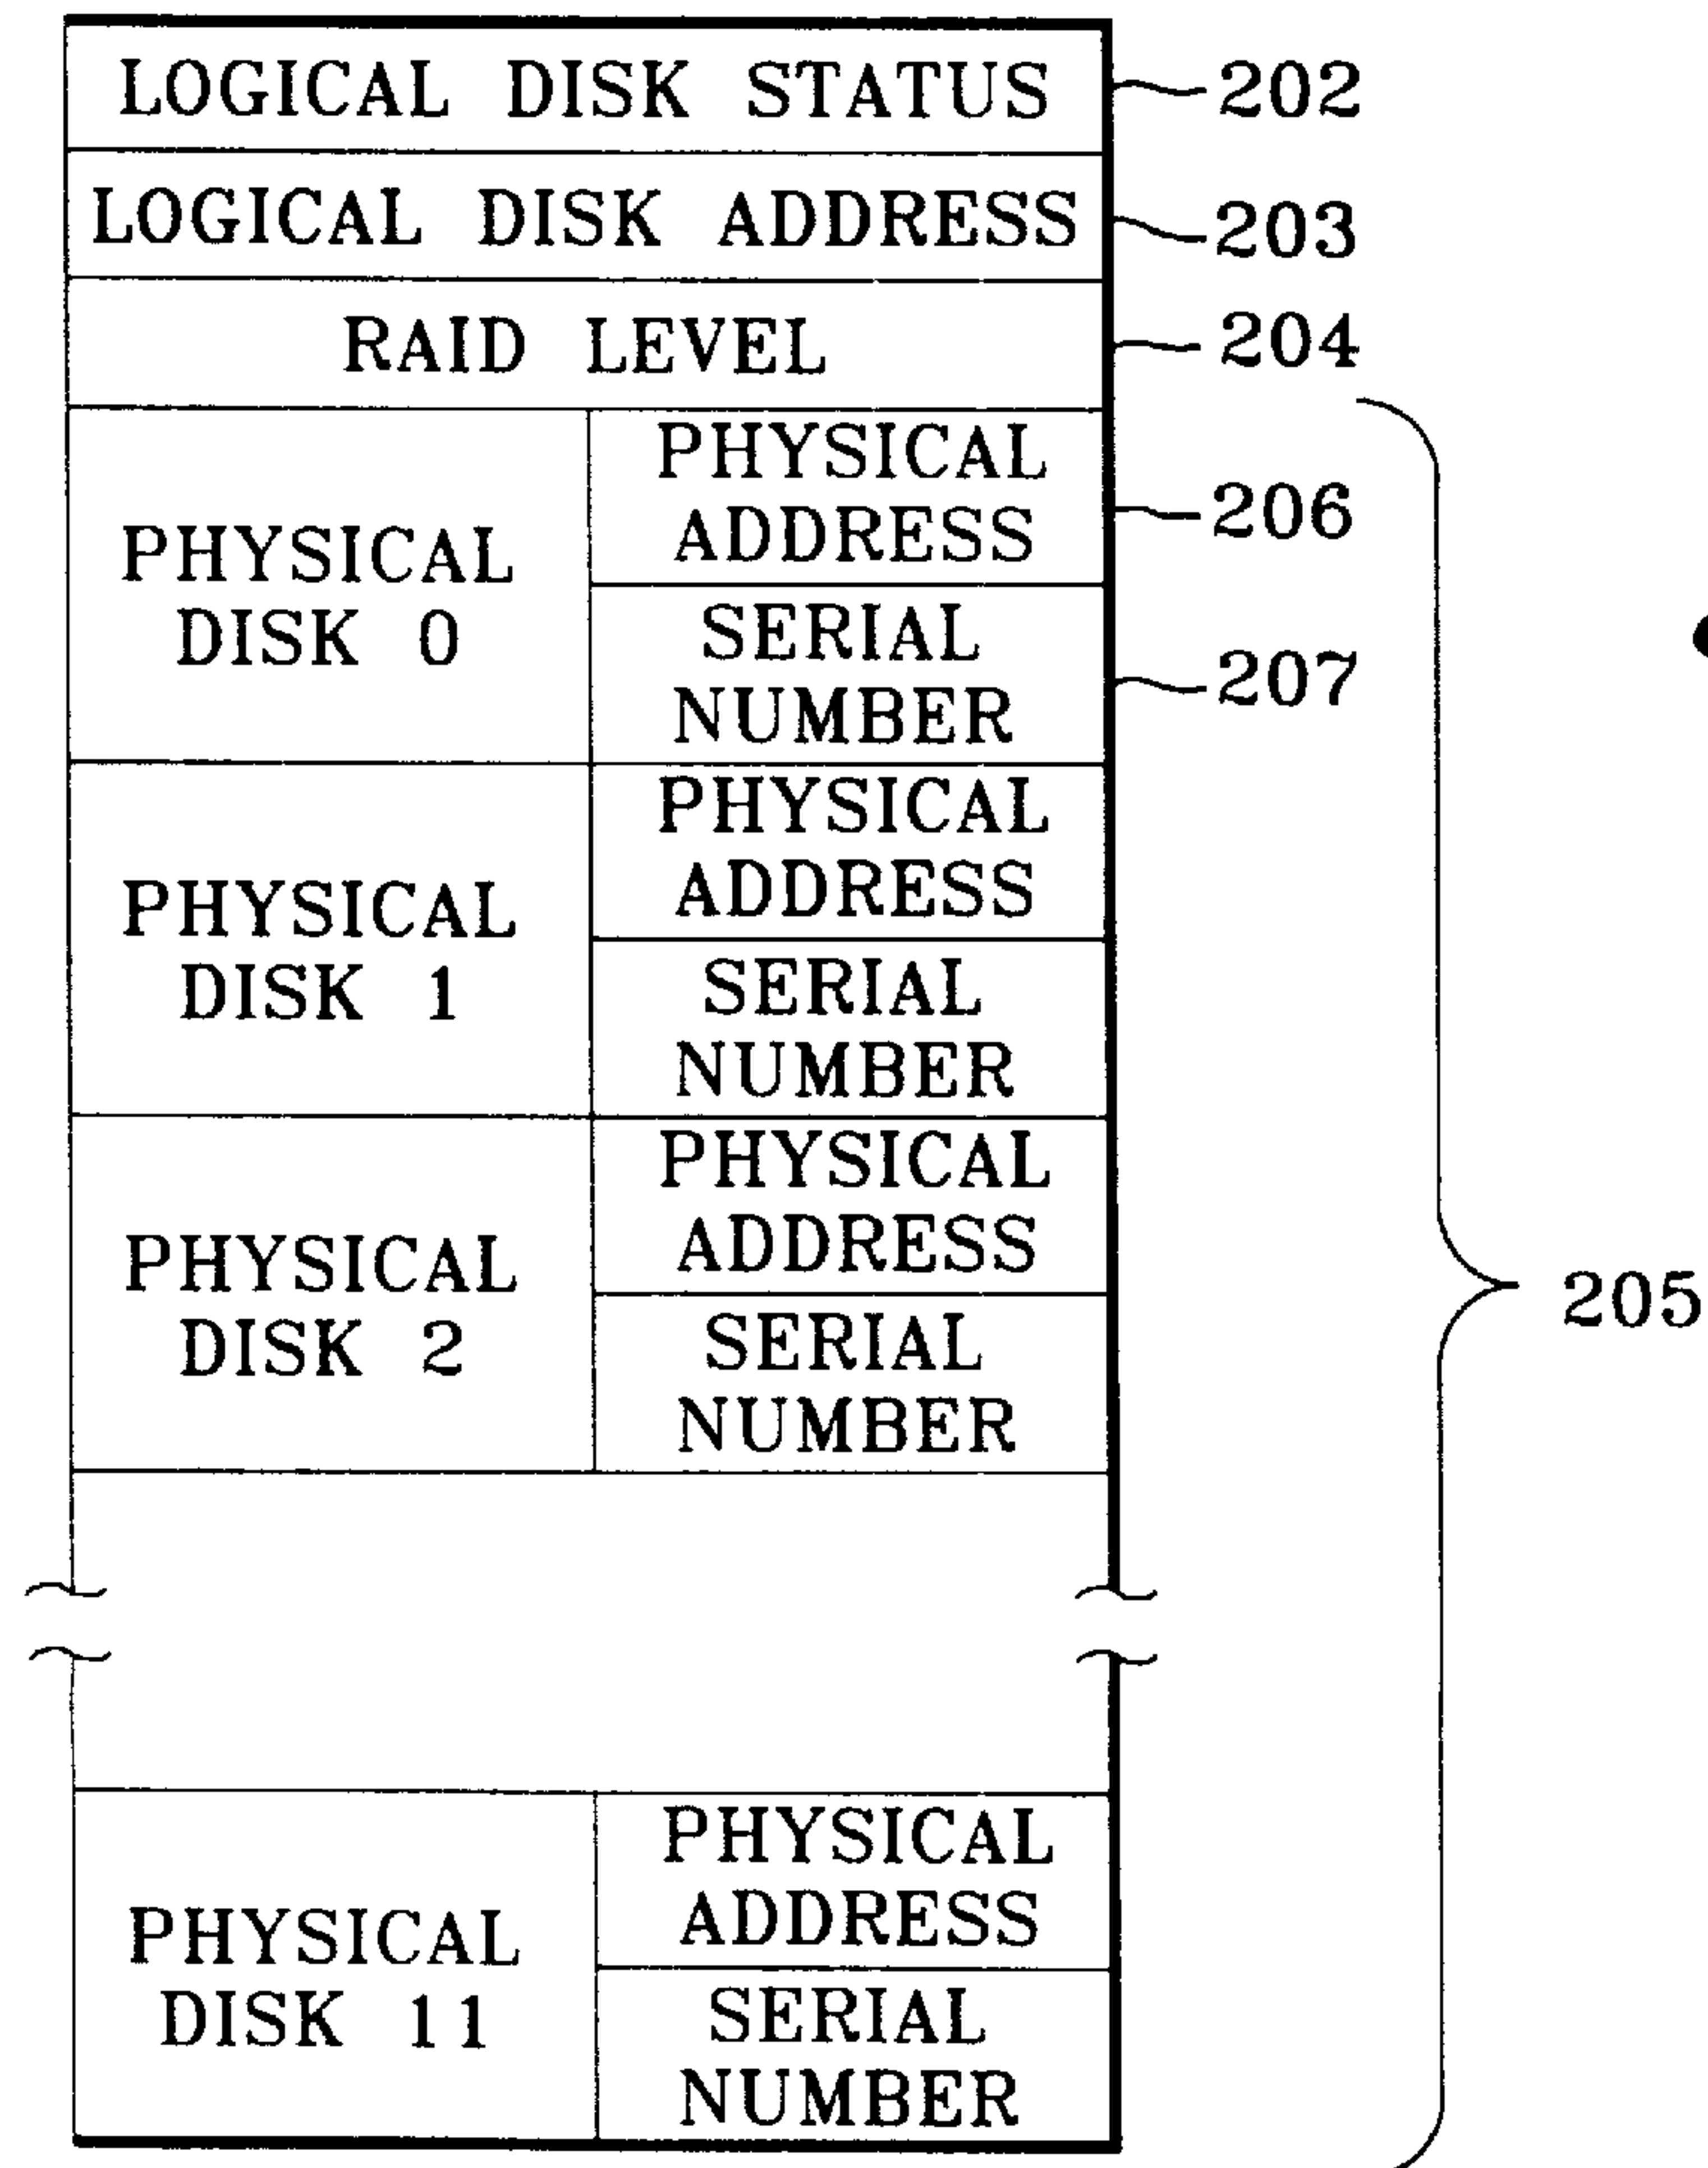 LOGICAL DISK STATUS 202
LOGICAL DISK ADDRESS 203
RAID LEVEL 204
PHYSICAL
DISK 0
PHYSICAL
ADDRESS
206
SERIAL
NUMBER
207
PHYSICAL
DISK 1
PHYSICAL
ADDRESS
SERIAL
NUMBER
PHYSICAL
DISK 2
PHYSICAL
ADDRESS
SERIAL
NUMBER
205
PHYSICAL
DISK 11
PHYSICAL
ADDRESS
SERIAL
NUMBER